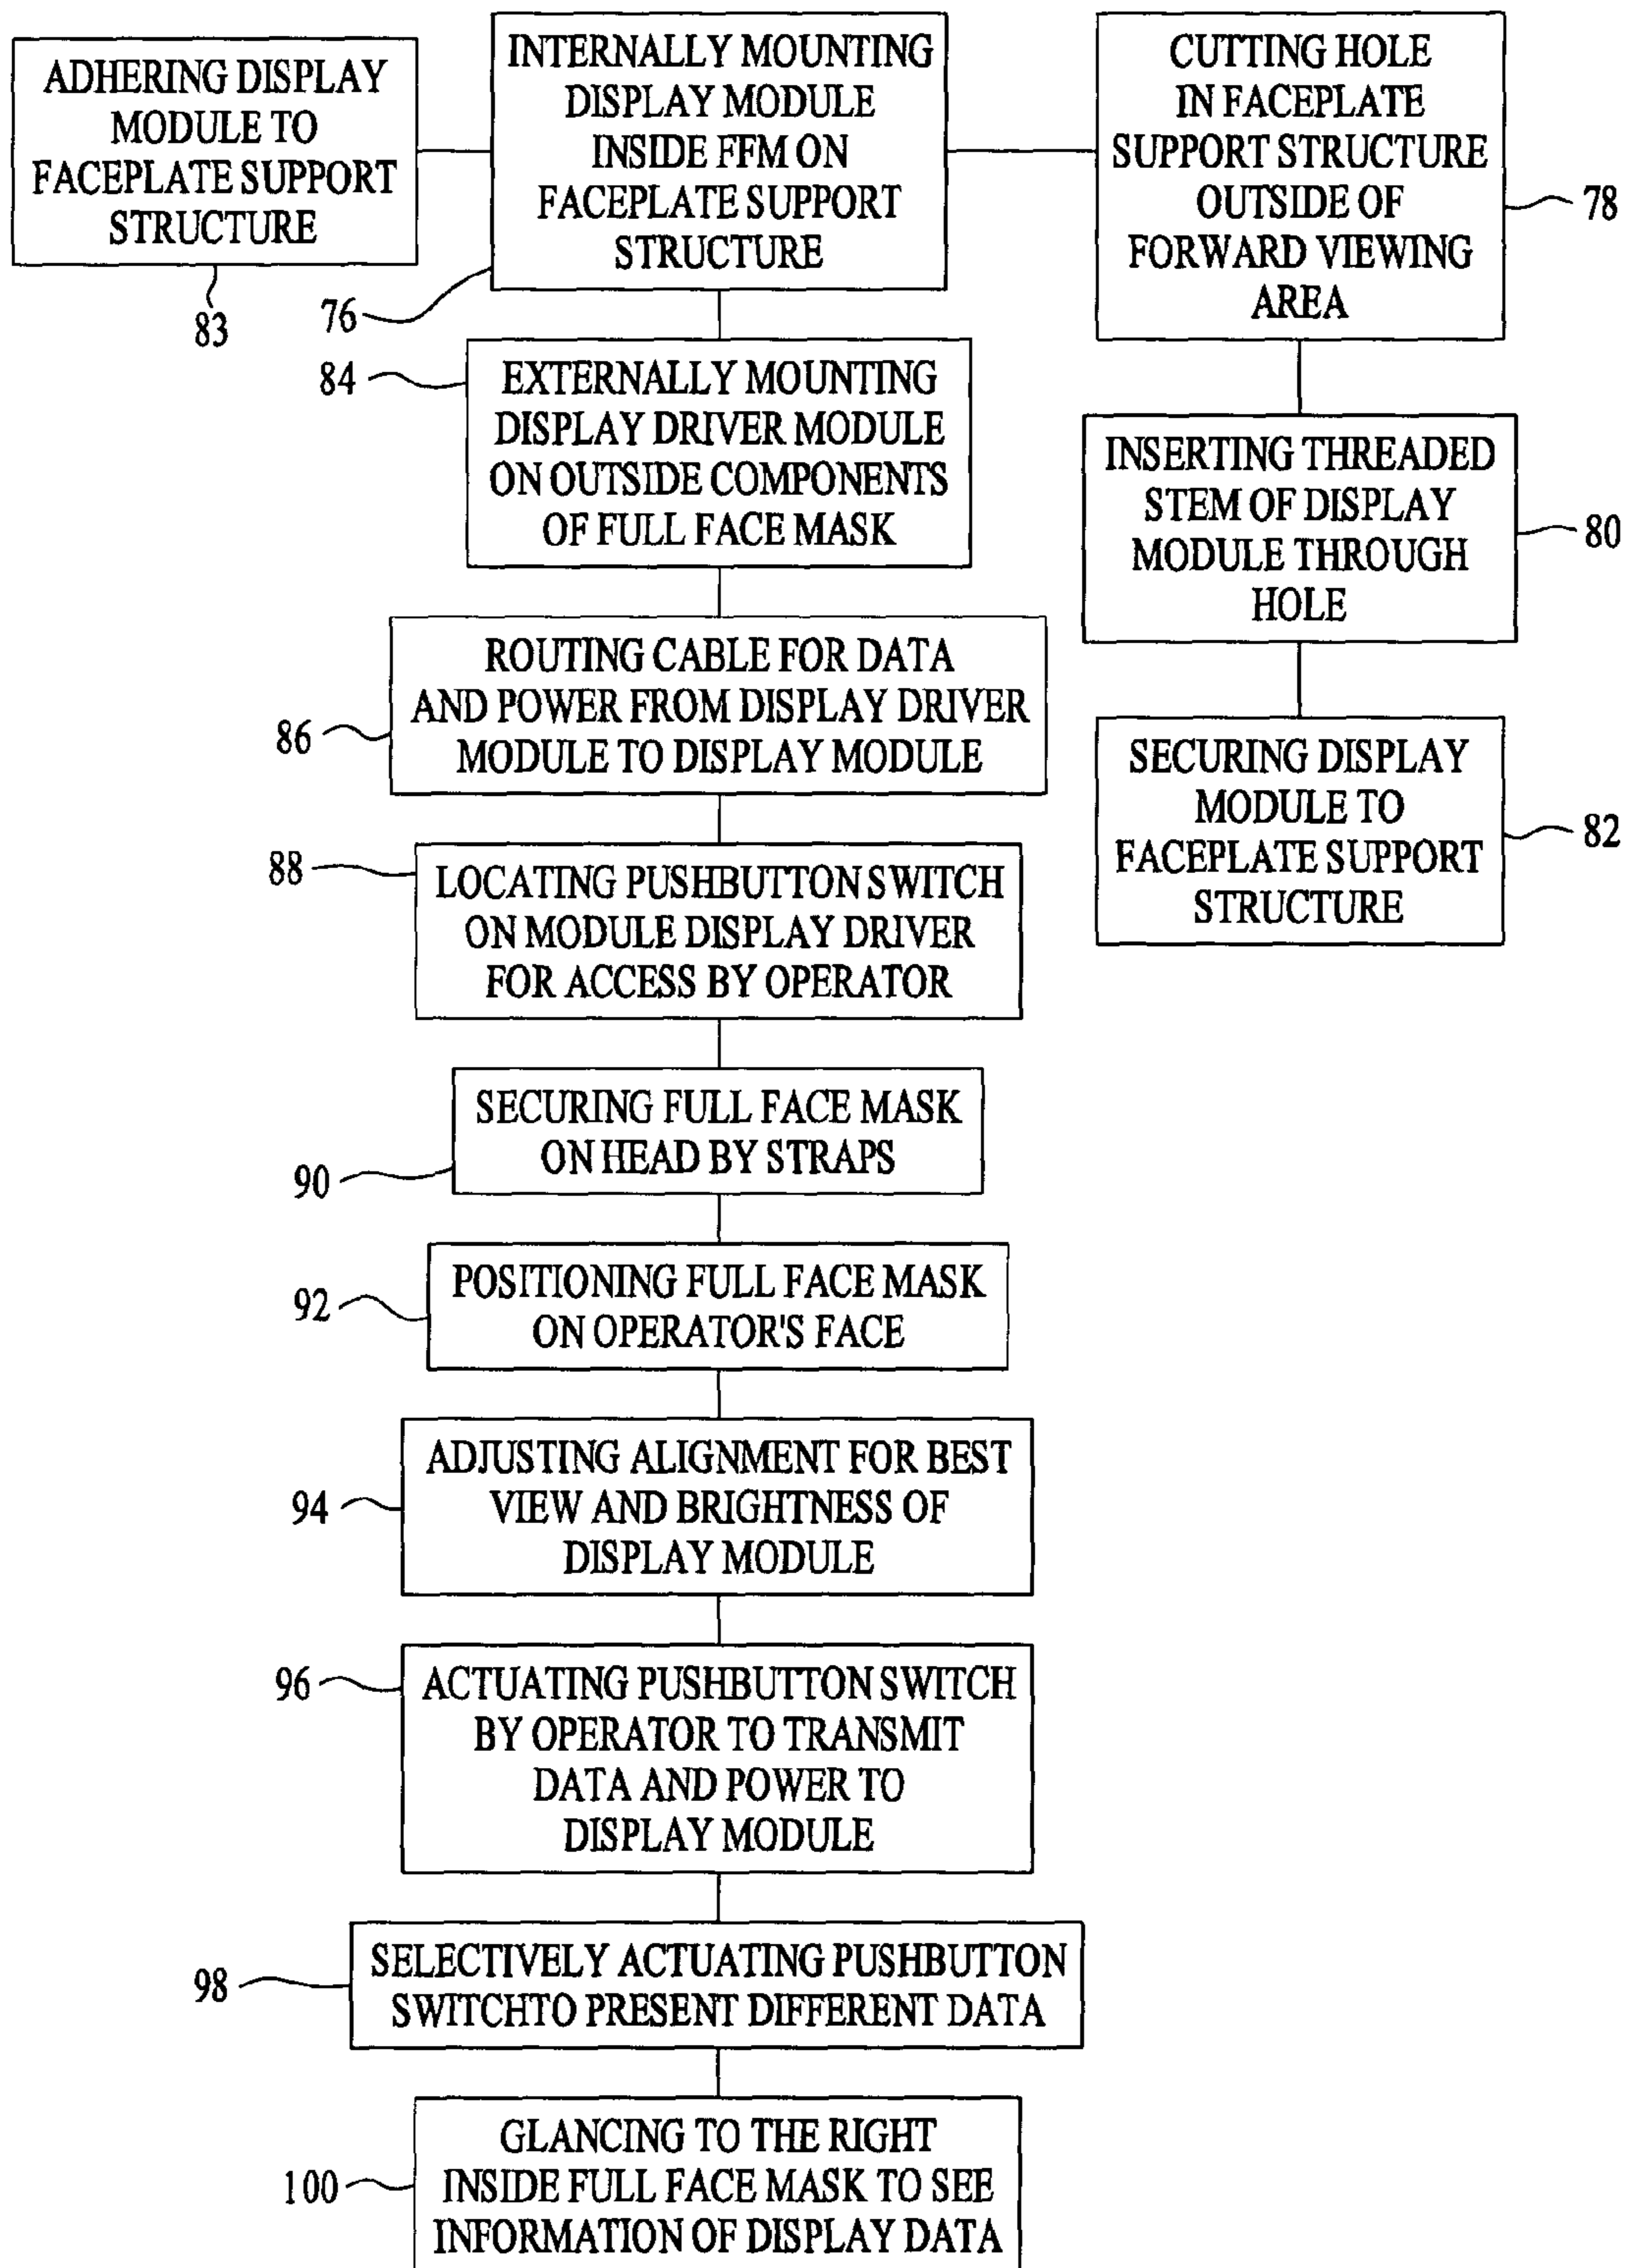 ADHERING DISPLAY
MODULE TO
FACEPLATE SUPPORT
STRUCTURE
83
INTERNALLY MOUNTING
DISPLAY MODULE
INSIDE FFM ON
FACEPLATE SUPPORT
STRUCTURE
76
CUTTING HOLE
IN FACEPLATE
SUPPORT STRUCTURE
OUTSIDE OF
FORWARD VIEWING
AREA
78
84
EXTERNALLY MOUNTING
DISPLAY DRIVER MODULE
ON OUTSIDE COMPONENTS
OF FULL FACE MASK
INSERTING THREADED
STEM OF DISPLAY
MODULE THROUGH
HOLE
80
86
ROUTING CABLE FOR DATA
AND POWER FROM DISPLAY DRIVER
MODULE TO DISPLAY MODULE
SECURING DISPLAY
MODULE TO
FACEPLATE SUPPORT
STRUCTURE
82
88
LOCATING PUSHBUTTON SWITCH
ON MODULE DISPLAY DRIVER
FOR ACCESS BY OPERATOR
90
SECURING FULL FACE MASK
ON HEAD BY STRAPS
92
POSITIONING FULL FACE MASK
ON OPERATOR'S FACE
94
ADJUSTING ALIGNMENT FOR BEST
VIEW AND BRIGHTNESS OF
DISPLAY MODULE
96
ACTUATING PUSHBUTTON SWITCH
BY OPERATOR TO TRANSMIT
DATA AND POWER TO
DISPLAY MODULE
98
SELECTIVELY ACTUATING PUSHBUTTON
SWITCHTO PRESENT DIFFERENT DATA
100
GLANCING TO THE RIGHT
INSIDE FULL FACE MASK TO SEE
INFORMATION OF DISPLAY DATA